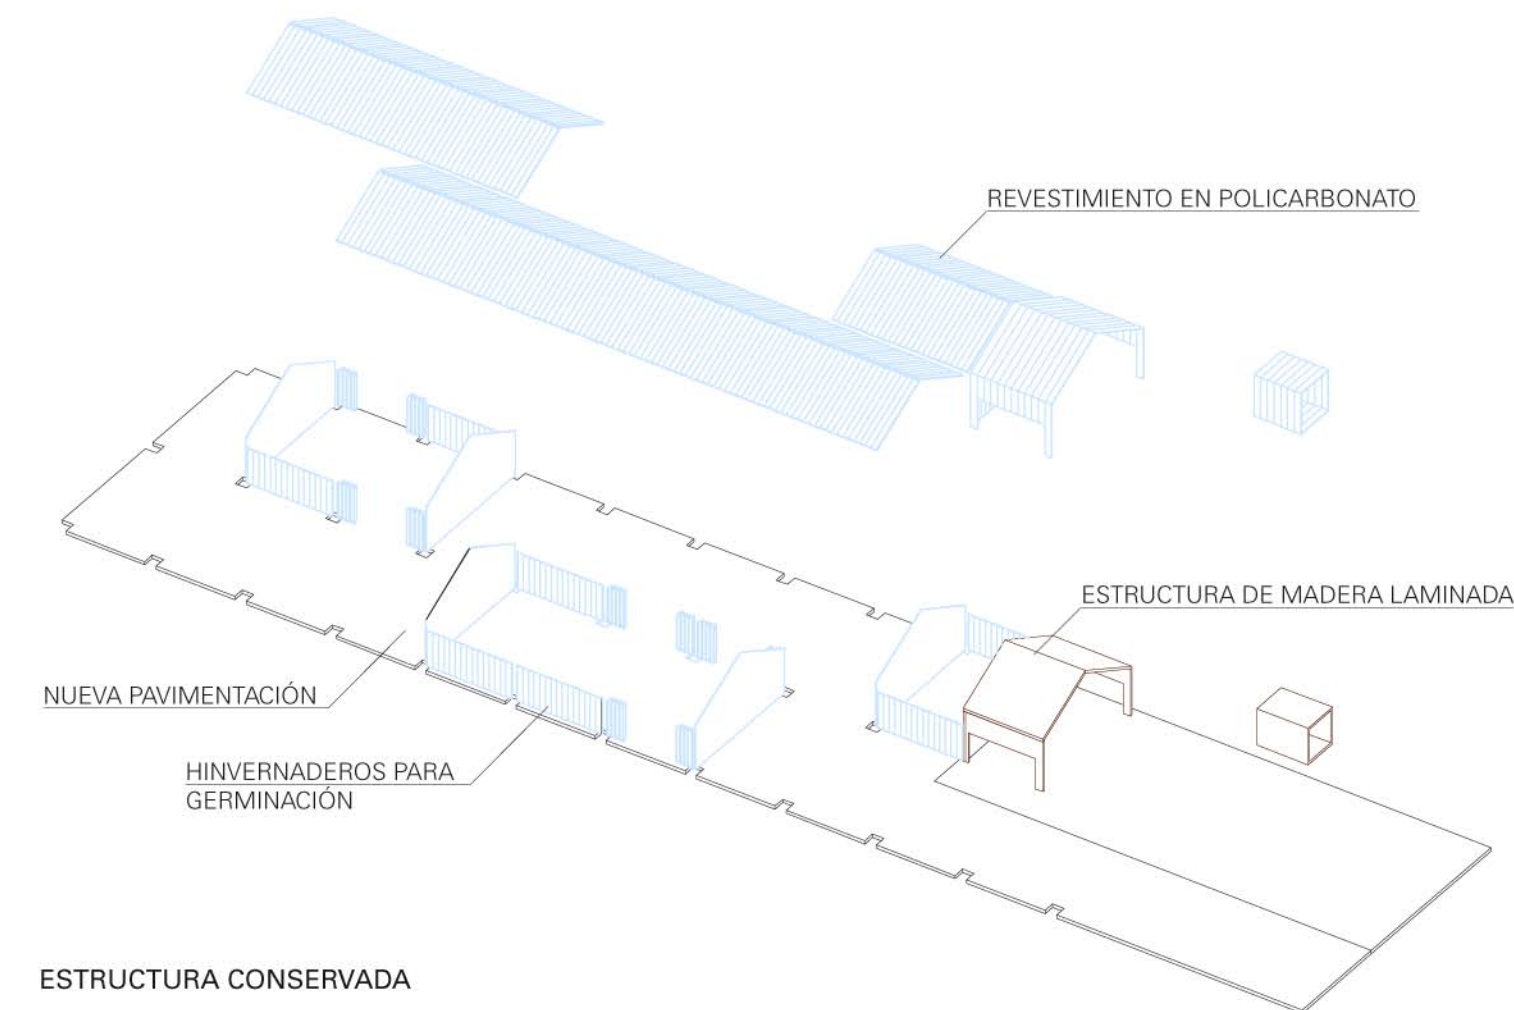 REVESTIMIENTO EN POLICARBONATO
ESTRUCTURA DE MADERA LAMINADA
NUEVA PAVIMENTACIÓN
HINVERNADEROS PARA
GERMINACIÓN
ESTRUCTURA CONSERVADA